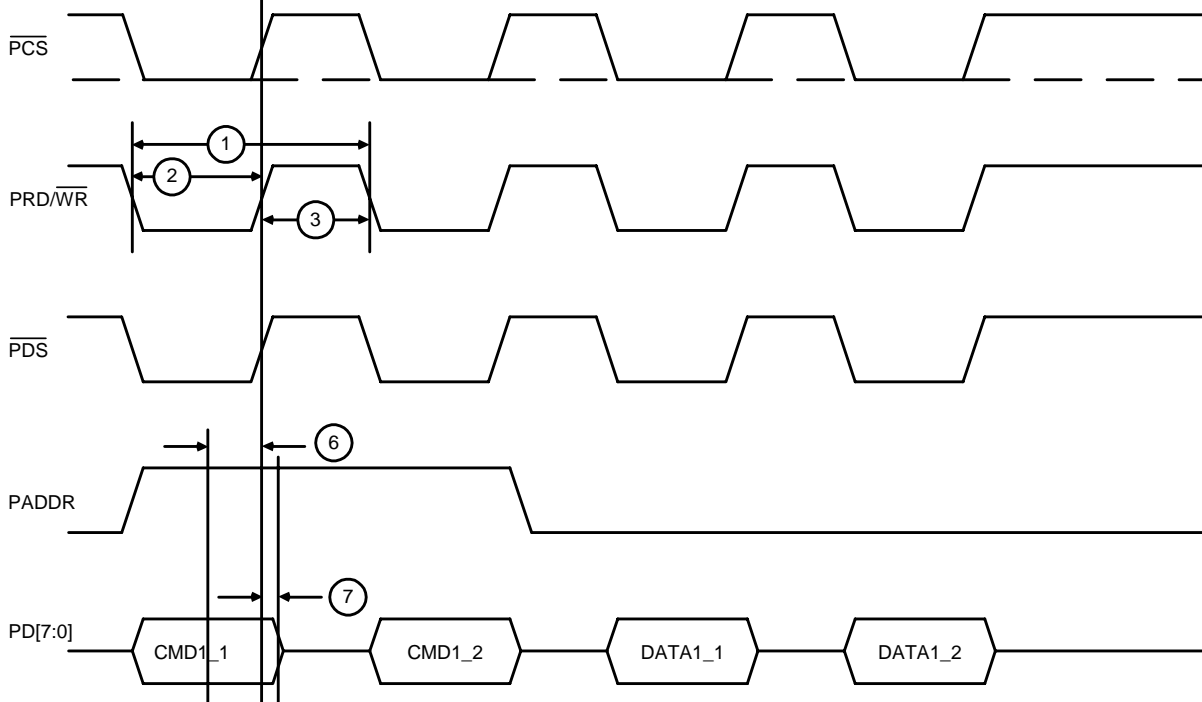 PCS
1
2
PRD/WR
3
PDS
6
PADDR
7
PD[7:0]
CMD1_1
CMD1_2
DATA1_1
DATA1_2